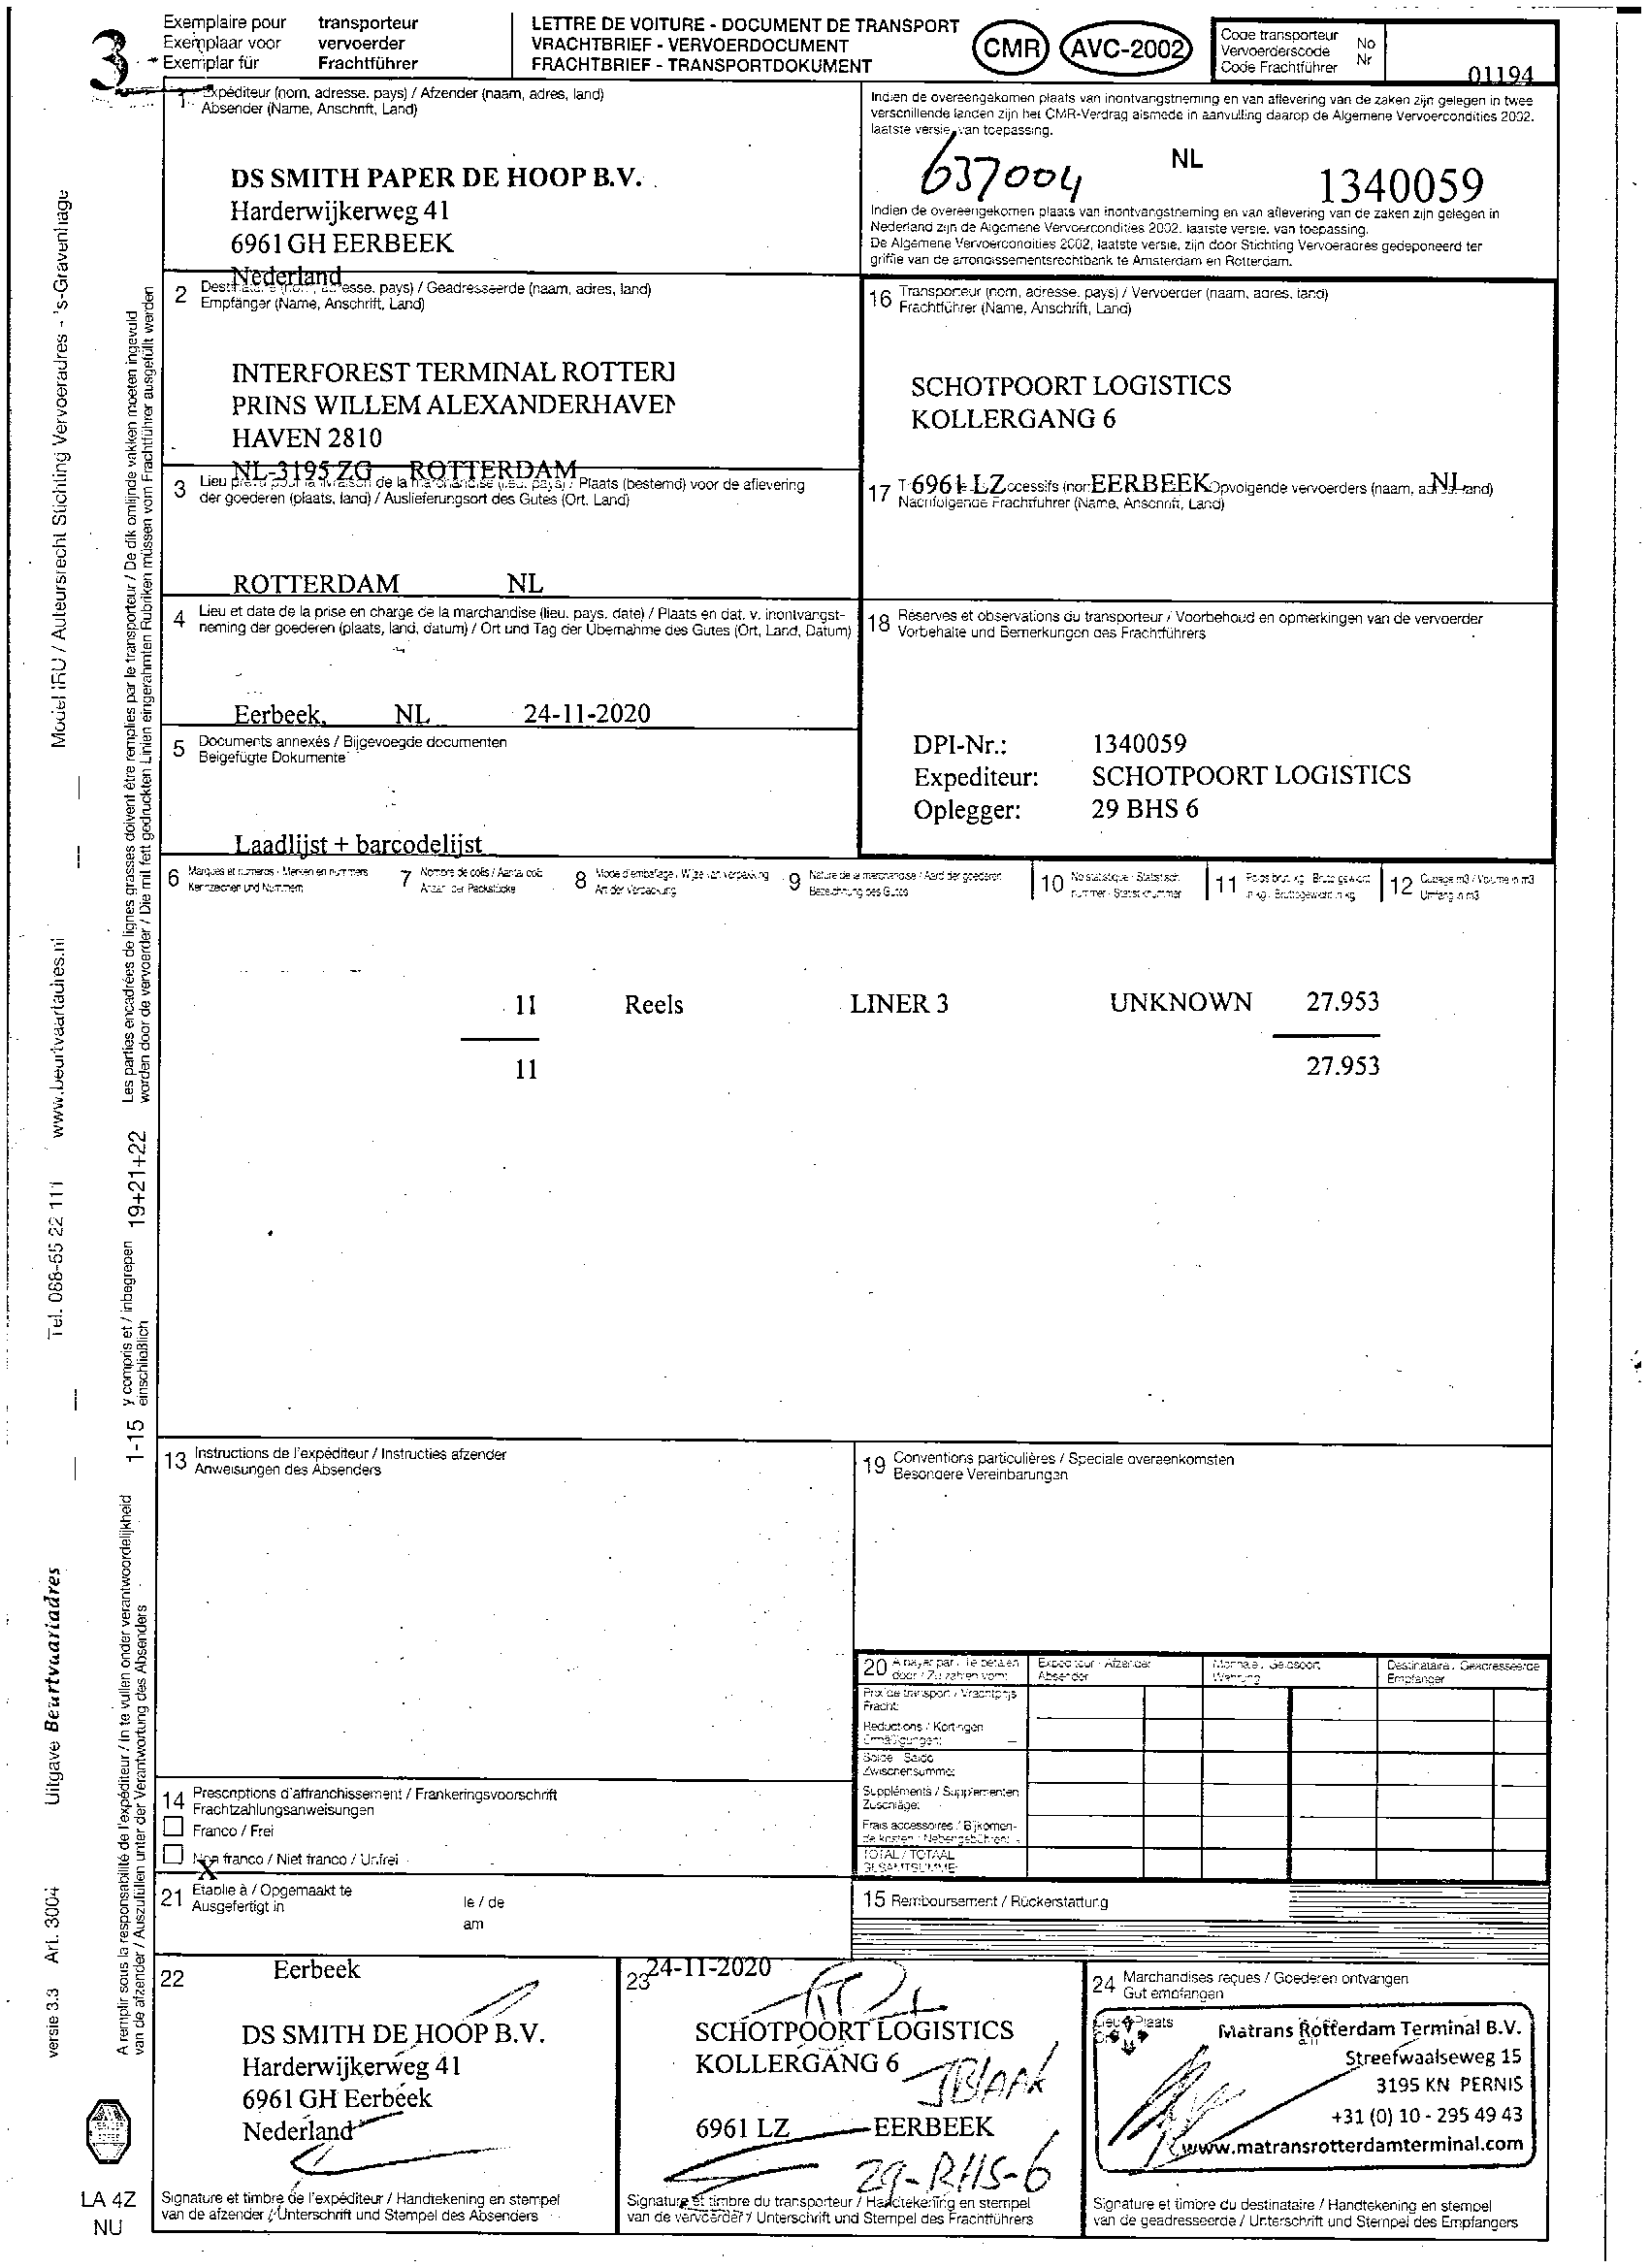 3
Exemplaire pour transporteur
Exemplaar voor vervoerder
Exemplar für Frachtführer
LETTRE DE VOITURE - DOCUMENT DE TRANSPORT
VRACHTBRIEF - VERVOERDOCUMENT
FRACHTBRIEF - TRANSPORTDOKUMENT
CMR AVC-2002
Code transporteur No
Vervoerderscode Nr
Code Frachtführer
01194
1 Expéditeur (nom, adresse, pays) / Afzender (naam, adres, land)
Absender (Name, Anschrift, Land)
DS SMITH PAPER DE HOOP B.V.
Harderwijkerweg 41
6961 GH EERBEEK
Nederland
Indien de overeengekomen plaats van inontvangstneming en van aflevering van de zaken zijn gelegen in twee
verschillende landen zijn het CMR-Verdrag alsmede in aanvulling daarop de Algemene Vervoercondities 2002,
laatste versie, van toepassing.
637004 NL 1340059
Indien de overeengekomen plaats van inontvangstneming en van aflevering van de zaken zijn gelegen in
Nederland zijn de Algemene Vervoercondities 2002, laatste versie, van toepassing.
De Algemene Vervoercondities 2002, laatste versie, zijn door Stichting Vervoeradres gedeponeerd ter
griffie van de arrondissementsrechtbank te Amsterdam en Rotterdam.
2 esse, pays) / Geadresseerde (naam, adres, land)
Empfänger (Name, Anschrift, Land)
INTERFOREST TERMINAL ROTTER
PRINS WILLEM ALEXANDERHAVE
HAVEN 2810
NL-3195 ZG ROTTERDAM
16 Transporteur (nom, adresse, pays) / Vervoerder (naam, adres, land)
Frachtführer (Name, Anschrift, Land)
SCHOTPOORT LOGISTICS
KOLLERGANG 6
6961 LZ EERBEEK NL
3 Lieu de la / Plaats (bestemd) voor de aflevering
der goederen (plaats, land) / Auslieferungsort des Gutes (Ort, Land)
ROTTERDAM NL
17 Opvolgende vervoerders (naam, and)
Nachfolgende Frachtführer (Name, Anschrift, Land)
4 Lieu et date de la prise en charge de la marchandise (lieu, pays, date) / Plaats en dat. v. inontvangst-
neming der goederen (plaats, land, datum) / Ort und Tag der Übernahme des Gutes (Ort, Land, Datum)
Eerbeek, NL 24-11-2020
18 Réserves et observations du transporteur / Voorbehoud en opmerkingen van de vervoerder
Vorbehalte und Bemerkungen des Frachtführers
DPI-Nr.: 1340059
Expediteur: SCHOTPOORT LOGISTICS
Oplegger: 29 BHS 6
5 Documents annexés / Bijgevoegde documenten
Beigefügte Dokumente
Laadlijst + barcodelijst
6 Marques et numéros - Merken en nummers
Kennzeichen und Nummern
7 Nombre de colis / Aantal colli
Anzahl der Packstücke
8 Mode d'emballage - Wijze van verpakking
Art der Verpackung
9 Nature de la marchandise / Aard der goederen
Bezeichnung des Gutes
10 No statistique - Statistisch
nummer - Statistiknummer
11 Poids brut, kg - Bruto gewicht
in kg - Bruttogewicht in kg
12 Cubage m3 / Volume in m3
Umfang in m3
11 Reels LINER 3 UNKNOWN 27.953
11 27.953
13 Instructions de l'expéditeur / Instructies afzender
Anweisungen des Absenders
19 Conventions particulières / Speciale overeenkomsten
Besondere Vereinbarungen
20 A payer par / Te betalen
door / Zu zahlen vom:
Expéditeur - Afzender
Absender
Monnaie / Geldsoort
Währung
Destinataire / Geadresseerde
Empfänger
Prix de transport / Vrachtprijs
Fracht:
Reductions / Kortingen
Ermäßigungen: –
Solde Saldo
Zwischensumme:
Suppléments / Supplementen
Zuschläge:
Frais accessoires / Bijkomen-
de kosten / Nebengebühren:
TOTAL / TOTAAL
GESAMTSUMME:
14 Prescriptions d'affranchissement / Frankeringsvoorschrift
Frachtzahlungsanweisungen
Franco / Frei
Non franco / Niet franco / Unfrei
X
21 Etablie à / Opgemaakt te le / de
Ausgefertigt in am
15 Remboursement / Rückerstattung
22 Eerbeek
DS SMITH DE HOOP B.V.
Harderwijkerweg 41
6961 GH Eerbeek
Nederland
Signature et timbre de l'expéditeur / Handtekening en stempel
van de afzender / Unterschrift und Stempel des Absenders
23 24-11-2020
SCHOTPOORT LOGISTICS
KOLLERGANG 6
JBlAAK
6961 LZ EERBEEK
29-BHS-6
Signature et timbre du transporteur / Handtekening en stempel
van de vervoerder / Unterschrift und Stempel des Frachtführers
24 Marchandises reçues / Goederen ontvangen
Gut empfangen
Lieu Plaats
Matrans Rotterdam Terminal B.V.
Streefwaalseweg 15
3195 KN PERNIS
+31 (0) 10 - 295 49 43
www.matransrotterdamterminal.com
Signature et timbre du destinataire / Handtekening en stempel
van de geadresseerde / Unterschrift und Stempel des Empfangers
Model IRU / Auteursrecht Stichting Vervoeradres - 's-Gravenhage
www.beurtvaartadres.nl
Tel. 088-55 22 111
Uitgave Beurtvaartadres
Art. 3004
versie 3.3
Les parties encadrées de lignes grasses doivent être remplies par le transporteur / De dik omlijnde vakken moeten ingevuld
worden door de vervoerder / Die mil fett gedruckten Linien eingerahmten Rubriken müssen vom Frachtführer ausgefüllt werden
1-15 y compris et / inbegrepen 19+21+22
einschließlich
A remplir sous la responsabilité de l'expéditeur / In te vullen onder verantwoordelijkheid
van de afzender / Auszufüllen unter der Verantwortung des Absenders
LA 4Z
NU